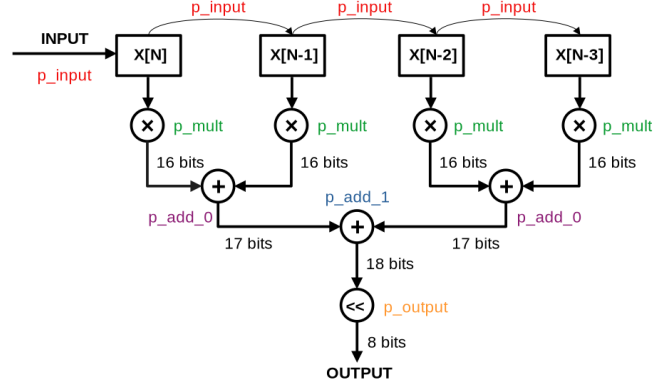 p_input
p_input
p_input
INPUT
X[N]
X[N-1]
X[N-2]
X[N-3]
p_input
×
p_mult
×
p_mult
×
p_mult
×
p_mult
16 bits
16 bits
16 bits
16 bits
+
+
p_add_0
p_add_1
p_add_0
+
17 bits
17 bits
18 bits
<<
p_output
8 bits
OUTPUT